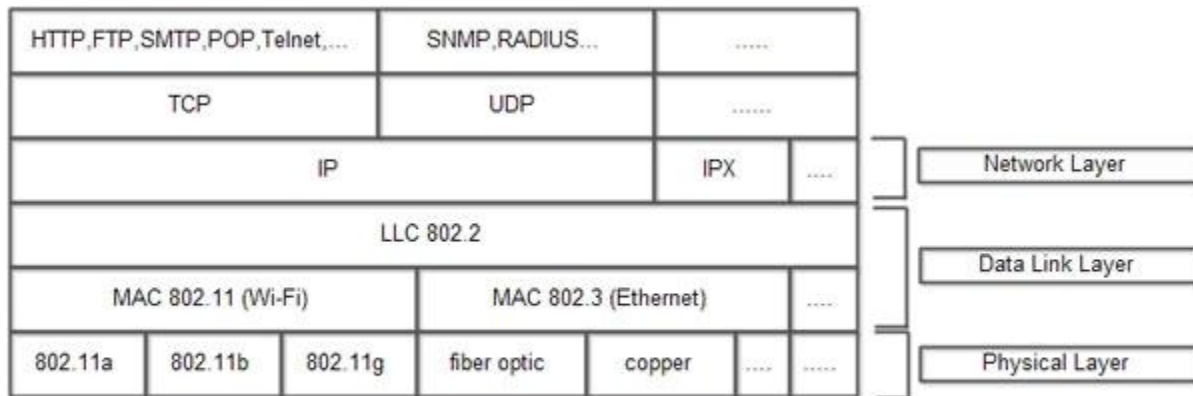 HTTP,FTP,SMTP,POP,Telnet,... SNMP,RADIUS... .....
TCP UDP ......
IP IPX .... Network Layer
LLC 802.2
Data Link Layer
MAC 802.11 (Wi-Fi) MAC 802.3 (Ethernet) ....
802.11a 802.11b 802.11g fiber optic copper .... ..... Physical Layer